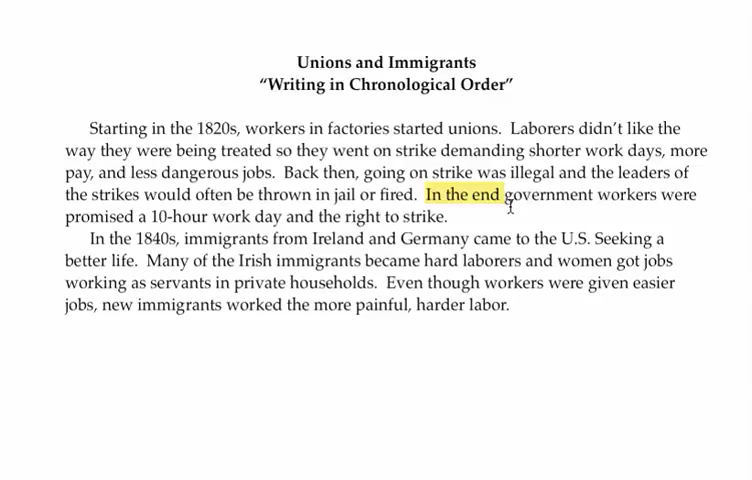 Unions and Immigrants
“Writing in Chronological Order”
Starting in the 1820s, workers in factories started unions.  Laborers didn’t like the
way they were being treated so they went on strike demanding shorter work days, more
pay, and less dangerous jobs.  Back then, going on strike was illegal and the leaders of
the strikes would often be thrown in jail or fired.  In the end government workers were
promised a 10-hour work day and the right to strike.
In the 1840s, immigrants from Ireland and Germany came to the U.S. Seeking a
better life.  Many of the Irish immigrants became hard laborers and women got jobs
working as servants in private households.  Even though workers were given easier
jobs, new immigrants worked the more painful, harder labor.